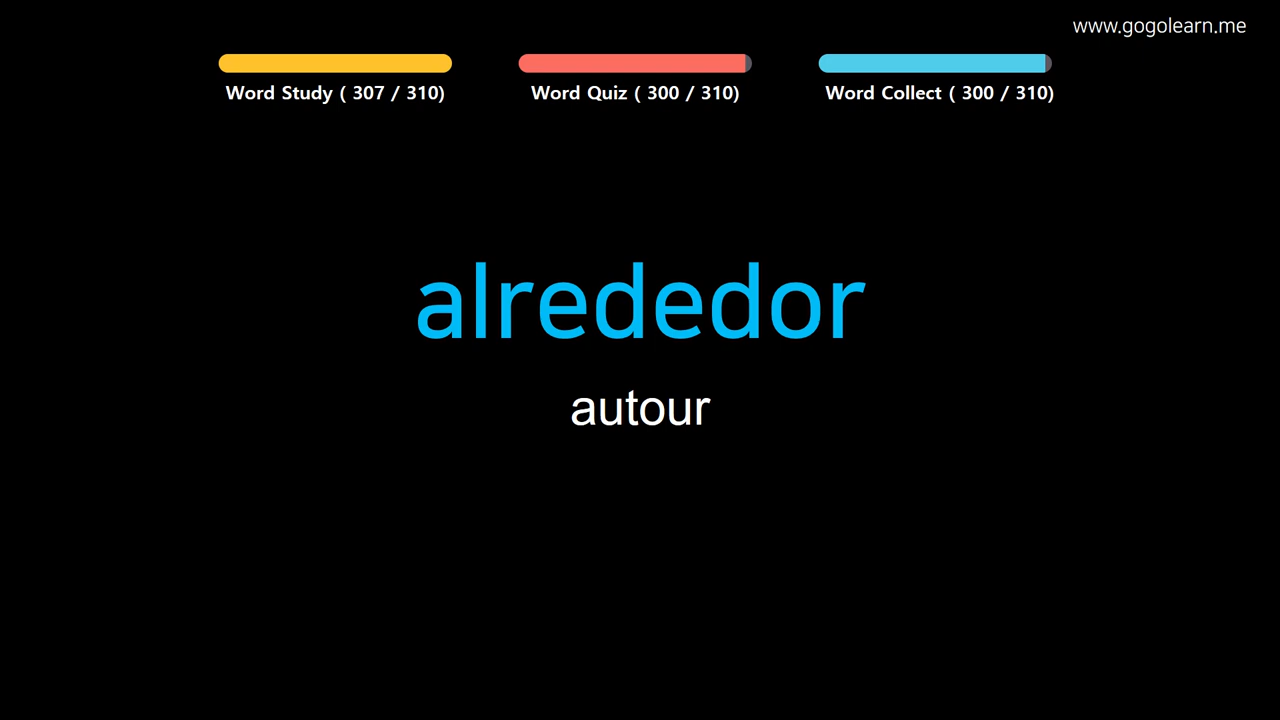 www.gogolearn.me
Word Study ( 307 / 310)
Word Quiz ( 300 / 310)
Word Collect ( 300 / 310)
alrededor
autour